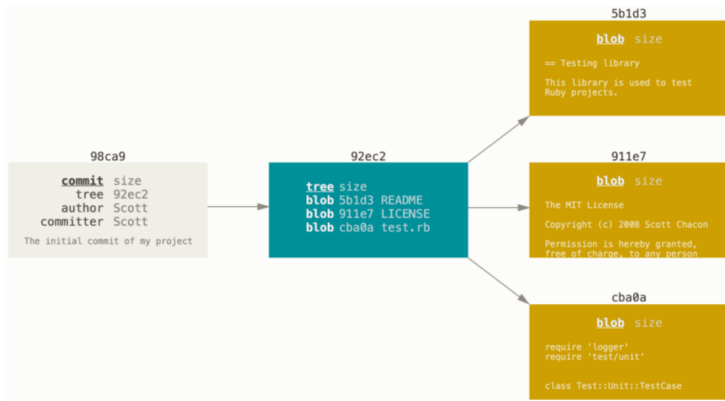 98ca9
commit size
tree 92ec2
author Scott
committer Scott
The initial commit of my project
92ec2
tree size
blob 5b1d3 README
blob 911e7 LICENSE
blob cba0a test.rb
5b1d3
blob size
== Testing library
This library is used to test
Ruby projects.
911e7
blob size
The MIT License
Copyright (c) 2008 Scott Chacon
Permission is hereby granted,
free of charge, to any person
cba0a
blob size
require 'logger'
require 'test/unit'
class Test::Unit::TestCase